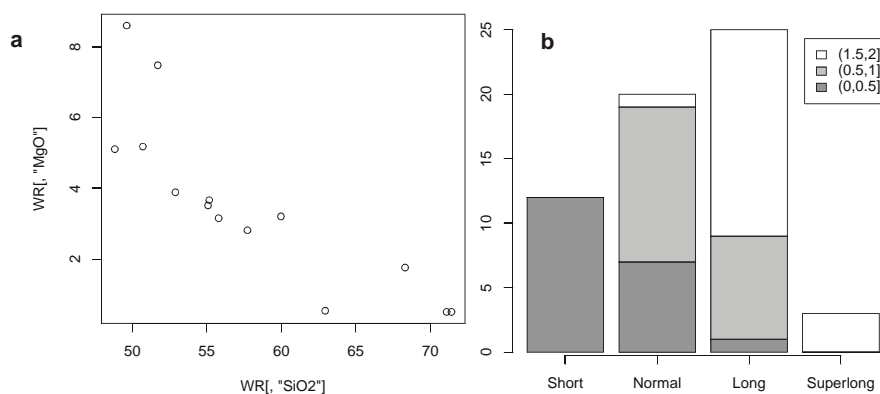 a
8
6
4
2
WR[, "MgO"]
50 55 60 65 70
WR[, "SiO2"]
b
25
20
15
10
5
0
(1.5,2]
(0.5,1]
(0,0.5]
Short Normal Long Superlong